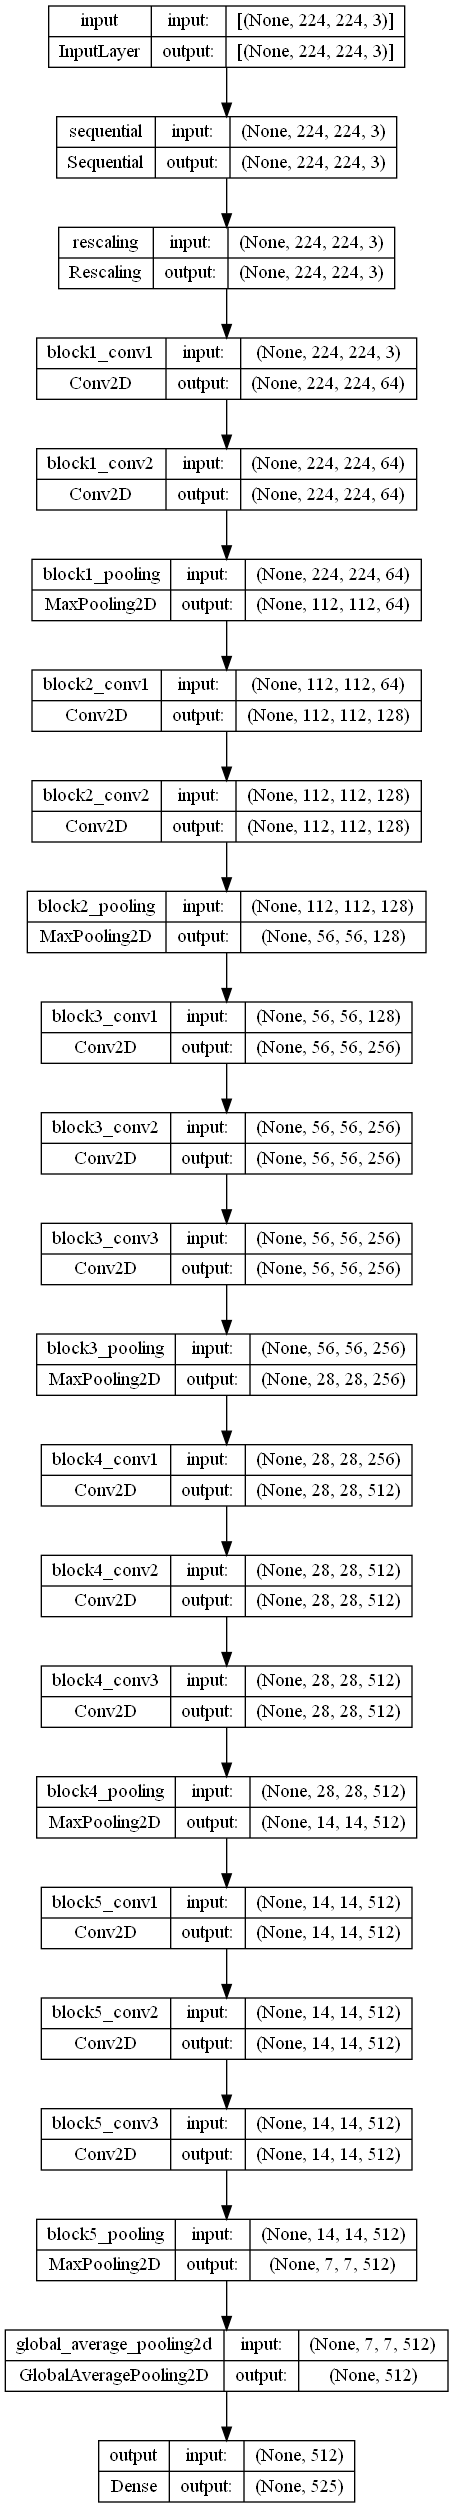 input input: [(None, 224, 224, 3)]
InputLayer output: [(None, 224, 224, 3)]
sequential input: (None, 224, 224, 3)
Sequential output: (None, 224, 224, 3)
rescaling input: (None, 224, 224, 3)
Rescaling output: (None, 224, 224, 3)
block1_conv1 input: (None, 224, 224, 3)
Conv2D output: (None, 224, 224, 64)
block1_conv2 input: (None, 224, 224, 64)
Conv2D output: (None, 224, 224, 64)
block1_pooling input: (None, 224, 224, 64)
MaxPooling2D output: (None, 112, 112, 64)
block2_conv1 input: (None, 112, 112, 64)
Conv2D output: (None, 112, 112, 128)
block2_conv2 input: (None, 112, 112, 128)
Conv2D output: (None, 112, 112, 128)
block2_pooling input: (None, 112, 112, 128)
MaxPooling2D output: (None, 56, 56, 128)
block3_conv1 input: (None, 56, 56, 128)
Conv2D output: (None, 56, 56, 256)
block3_conv2 input: (None, 56, 56, 256)
Conv2D output: (None, 56, 56, 256)
block3_conv3 input: (None, 56, 56, 256)
Conv2D output: (None, 56, 56, 256)
block3_pooling input: (None, 56, 56, 256)
MaxPooling2D output: (None, 28, 28, 256)
block4_conv1 input: (None, 28, 28, 256)
Conv2D output: (None, 28, 28, 512)
block4_conv2 input: (None, 28, 28, 512)
Conv2D output: (None, 28, 28, 512)
block4_conv3 input: (None, 28, 28, 512)
Conv2D output: (None, 28, 28, 512)
block4_pooling input: (None, 28, 28, 512)
MaxPooling2D output: (None, 14, 14, 512)
block5_conv1 input: (None, 14, 14, 512)
Conv2D output: (None, 14, 14, 512)
block5_conv2 input: (None, 14, 14, 512)
Conv2D output: (None, 14, 14, 512)
block5_conv3 input: (None, 14, 14, 512)
Conv2D output: (None, 14, 14, 512)
block5_pooling input: (None, 14, 14, 512)
MaxPooling2D output: (None, 7, 7, 512)
global_average_pooling2d input: (None, 7, 7, 512)
GlobalAveragePooling2D output: (None, 512)
output input: (None, 512)
Dense output: (None, 525)